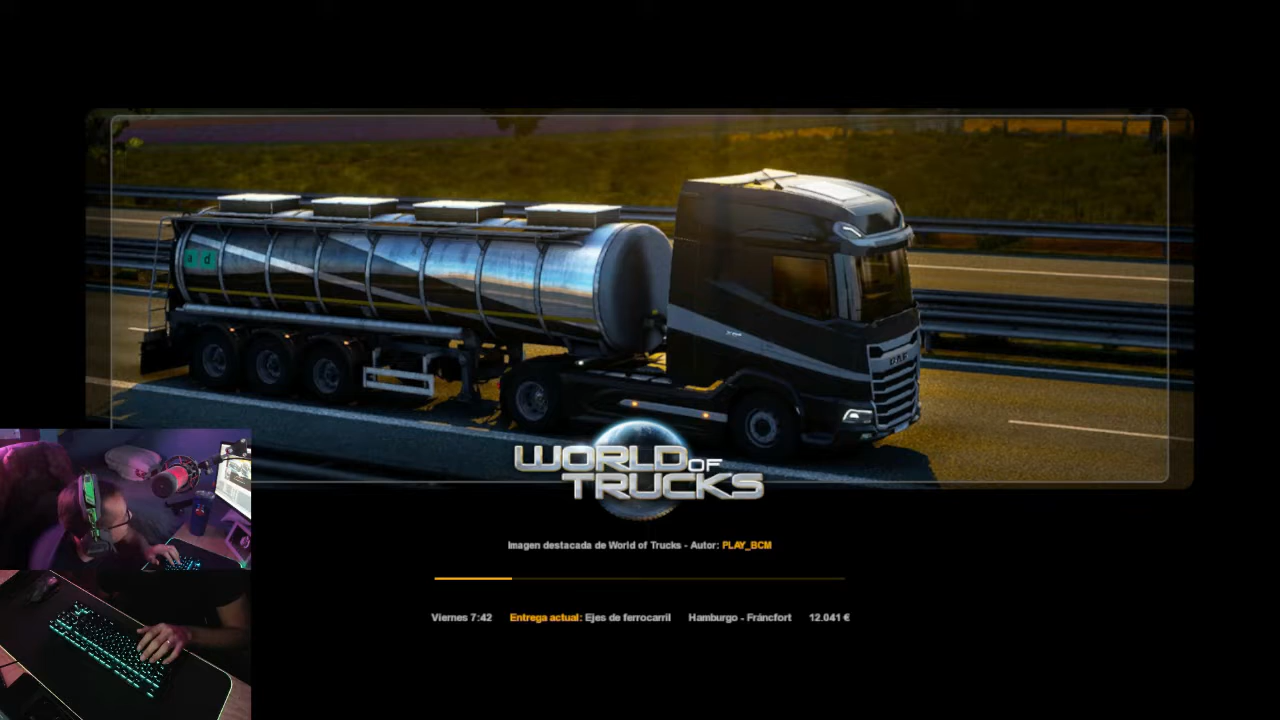 a d
DAF
WORLD OF
TRUCKS
Imagen destacada de World of Trucks - Autor: PLAY_BCM
Viernes 7:42 Entrega actual: Ejes de ferrocarril Hamburgo - Fráncfort 12.041 €